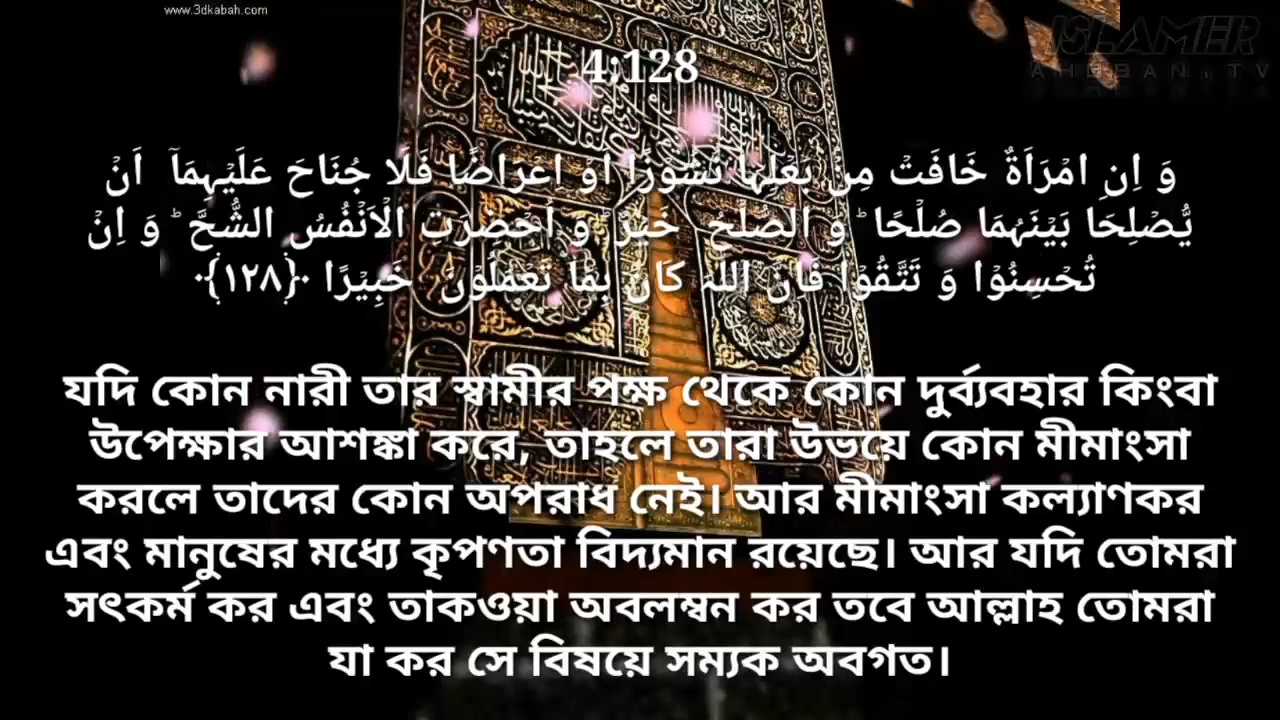 www.3dkabah.com
ISLAMER
AHOBAN.TV
4:128
وَ اِنِ امْرَاَةٌ خَافَتْ مِنْۢ بَعْلِهَا نُشُوْزًا اَوْ اِعْرَاضًا فَلَا جُنَاحَ عَلَیْهِمَاۤ اَنْ
یُّصْلِحَا بَیْنَهُمَا صُلْحًا ؕ وَ الصُّلْحُ خَیْرٌ ؕ وَ اُحْضِرَتِ الْاَنْفُسُ الشُّحَّ ؕ وَ اِنْ
تُحْسِنُوْا وَ تَتَّقُوْا فَاِنَّ اللّٰهَ كَانَ بِمَا تَعْمَلُوْنَ خَبِیْرًا ﴿۱۲۸﴾
যদি কোন নারী তার স্বামীর পক্ষ থেকে কোন দুর্ব্যবহার কিংবা
উপেক্ষার আশঙ্কা করে, তাহলে তারা উভয়ে কোন মীমাংসা
করলে তাদের কোন অপরাধ নেই। আর মীমাংসা কল্যাণকর
এবং মানুষের মধ্যে কৃপণতা বিদ্যমান রয়েছে। আর যদি তোমরা
সৎকর্ম কর এবং তাকওয়া অবলম্বন কর তবে আল্লাহ তোমরা
যা কর সে বিষয়ে সম্যক অবগত।